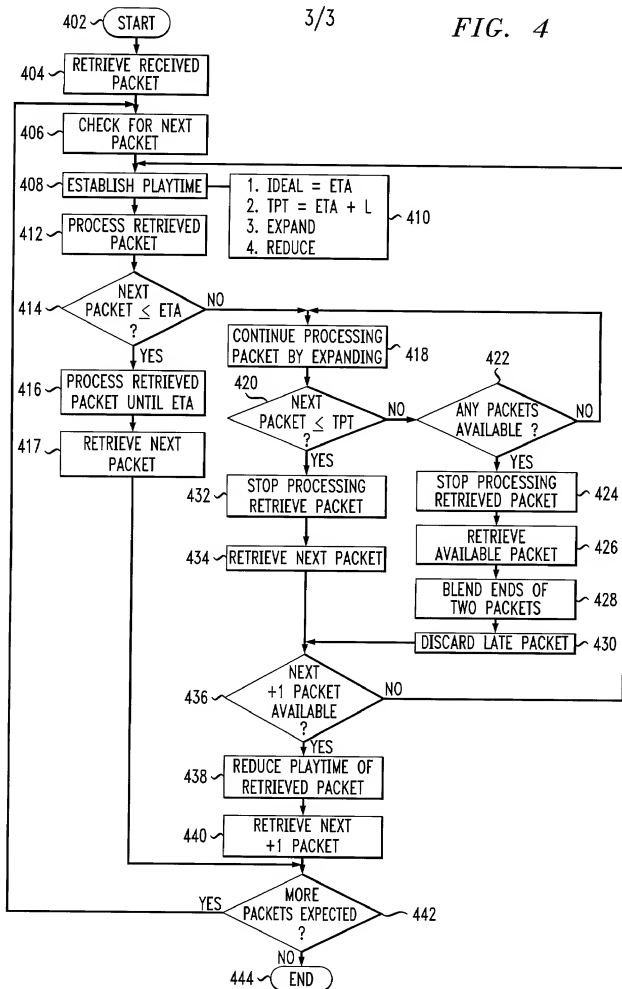 3/3
FIG. 4
402
START
404
RETRIEVE RECEIVED
PACKET
406
CHECK FOR NEXT
PACKET
408
ESTABLISH PLAYTIME
1. IDEAL = ETA
2. TPT = ETA + L
3. EXPAND
4. REDUCE
410
412
PROCESS RETRIEVED
PACKET
414
NEXT
PACKET ≤ ETA
?
NO
YES
416
PROCESS RETRIEVED
PACKET UNTIL ETA
417
RETRIEVE NEXT
PACKET
CONTINUE PROCESSING
PACKET BY EXPANDING
418
420
NEXT
PACKET ≤ TPT
?
NO
YES
422
ANY PACKETS
AVAILABLE ?
NO
YES
432
STOP PROCESSING
RETRIEVE PACKET
434
RETRIEVE NEXT PACKET
STOP PROCESSING
RETRIEVED PACKET
424
RETRIEVE
AVAILABLE PACKET
426
BLEND ENDS OF
TWO PACKETS
428
DISCARD LATE PACKET
430
436
NEXT
+1 PACKET
AVAILABLE
?
NO
YES
438
REDUCE PLAYTIME OF
RETRIEVED PACKET
440
RETRIEVE NEXT
+1 PACKET
YES
MORE
PACKETS EXPECTED
?
442
NO
444
END